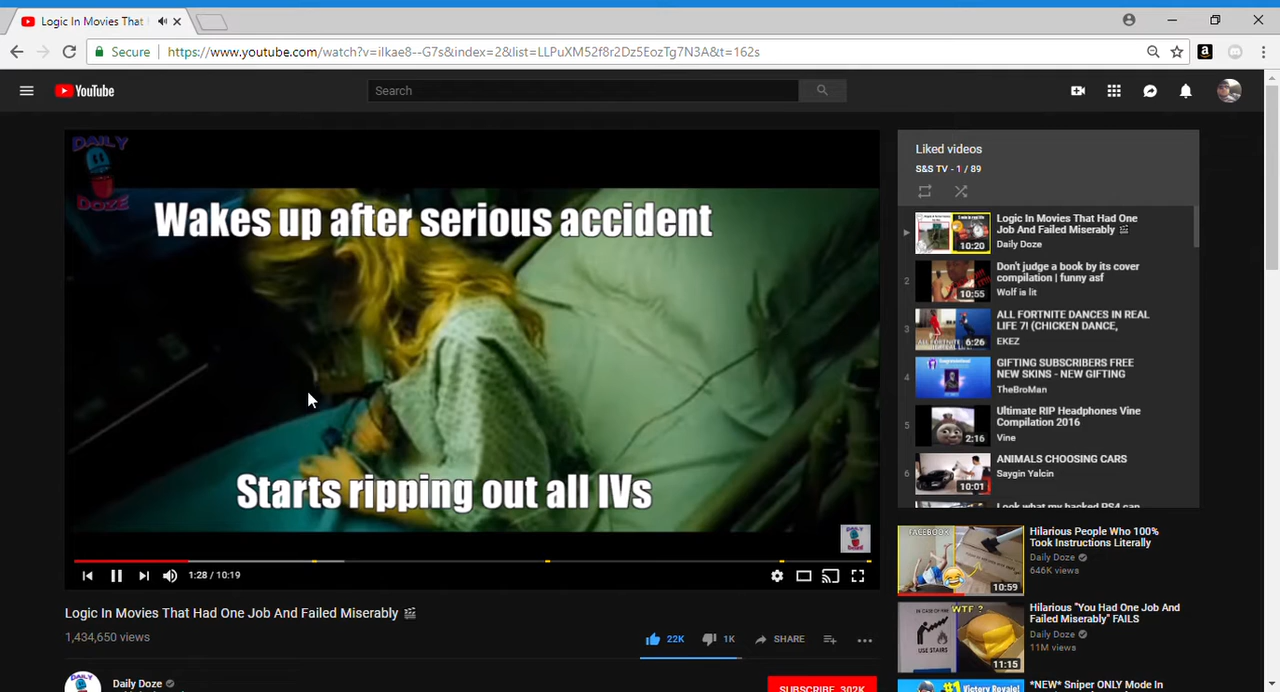 Logic In Movies That
Secure
https://www.youtube.com/watch?v=ilkae8--G7s&index=2&list=LLPuXM52f8r2Dz5EozTg7N3A&t=162s
YouTube
Search
DAILY
DOZE
Wakes up after serious accident
Starts ripping out all IVs
1:28 / 10:19
Logic In Movies That Had One Job And Failed Miserably
1,434,650 views
22K
1K
SHARE
Daily Doze
SUBSCRIBE 302K
Liked videos
S&S TV - 1 / 89
10:20
Logic In Movies That Had One
Job And Failed Miserably
Daily Doze
2
10:55
Don't judge a book by its cover
compilation | funny asf
Wolf is lit
3
6:26
ALL FORTNITE DANCES IN REAL
LIFE 7! (CHICKEN DANCE,
EKEZ
4
GIFTING SUBSCRIBERS FREE
NEW SKINS - NEW GIFTING
TheBroMan
5
2:16
Ultimate RIP Headphones Vine
Compilation 2016
Vine
6
10:01
ANIMALS CHOOSING CARS
Saygin Yalcin
Look what my hacked PS4 can
FACEBOOK
10:59
Hilarious People Who 100%
Took Instructions Literally
Daily Doze
646K views
WTF ?
USE STAIRS
11:15
Hilarious "You Had One Job And
Failed Miserably" FAILS
Daily Doze
11M views
Victory Royale!
*NEW* Sniper ONLY Mode In